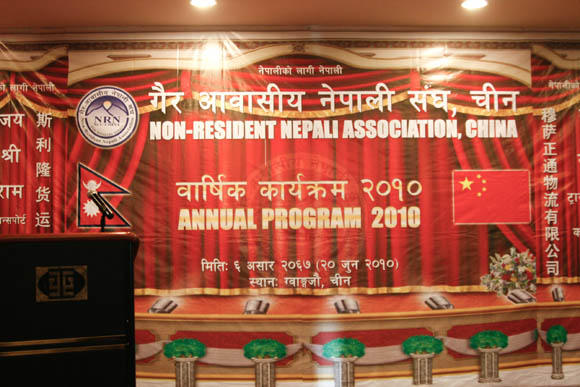 नेपालीको लागी नेपाली
गैर आवासीय नेपाली संघ, चीन
NON-RESIDENT NEPALI ASSOCIATION, CHINA
NRN
वार्षिक कार्यक्रम २०१०
ANNUAL PROGRAM 2010
मिति: ६ असार २०६७ (२० जुन २०१०)
स्थान: ग्वाङ्गजौ, चीन
जय
श्री
राम
斯利隆货运
穆萨正通物流有限公司